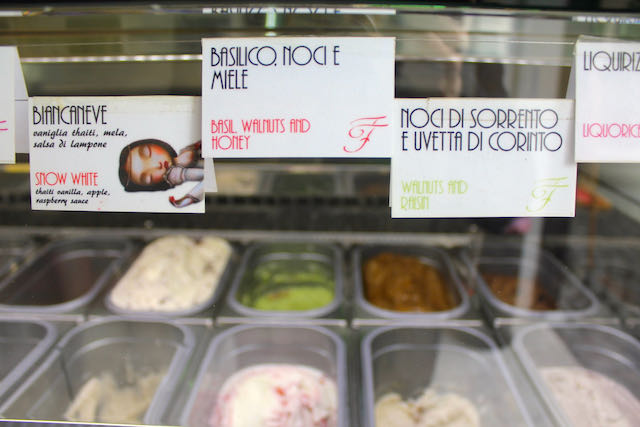 BIANCANEVE
vaniglia thaiti, mela,
salsa di lampone
SNOW WHITE
thaiti vanilla, apple,
raspberry sauce
BASILICO, NOCI E
MIELE
BASIL, WALNUTS AND
HONEY
F
NOCI DI SORRENTO
E UVETTA DI CORINTO
WALNUTS AND
RAISIN
F
LIQUIRIZ
LIQUORICE